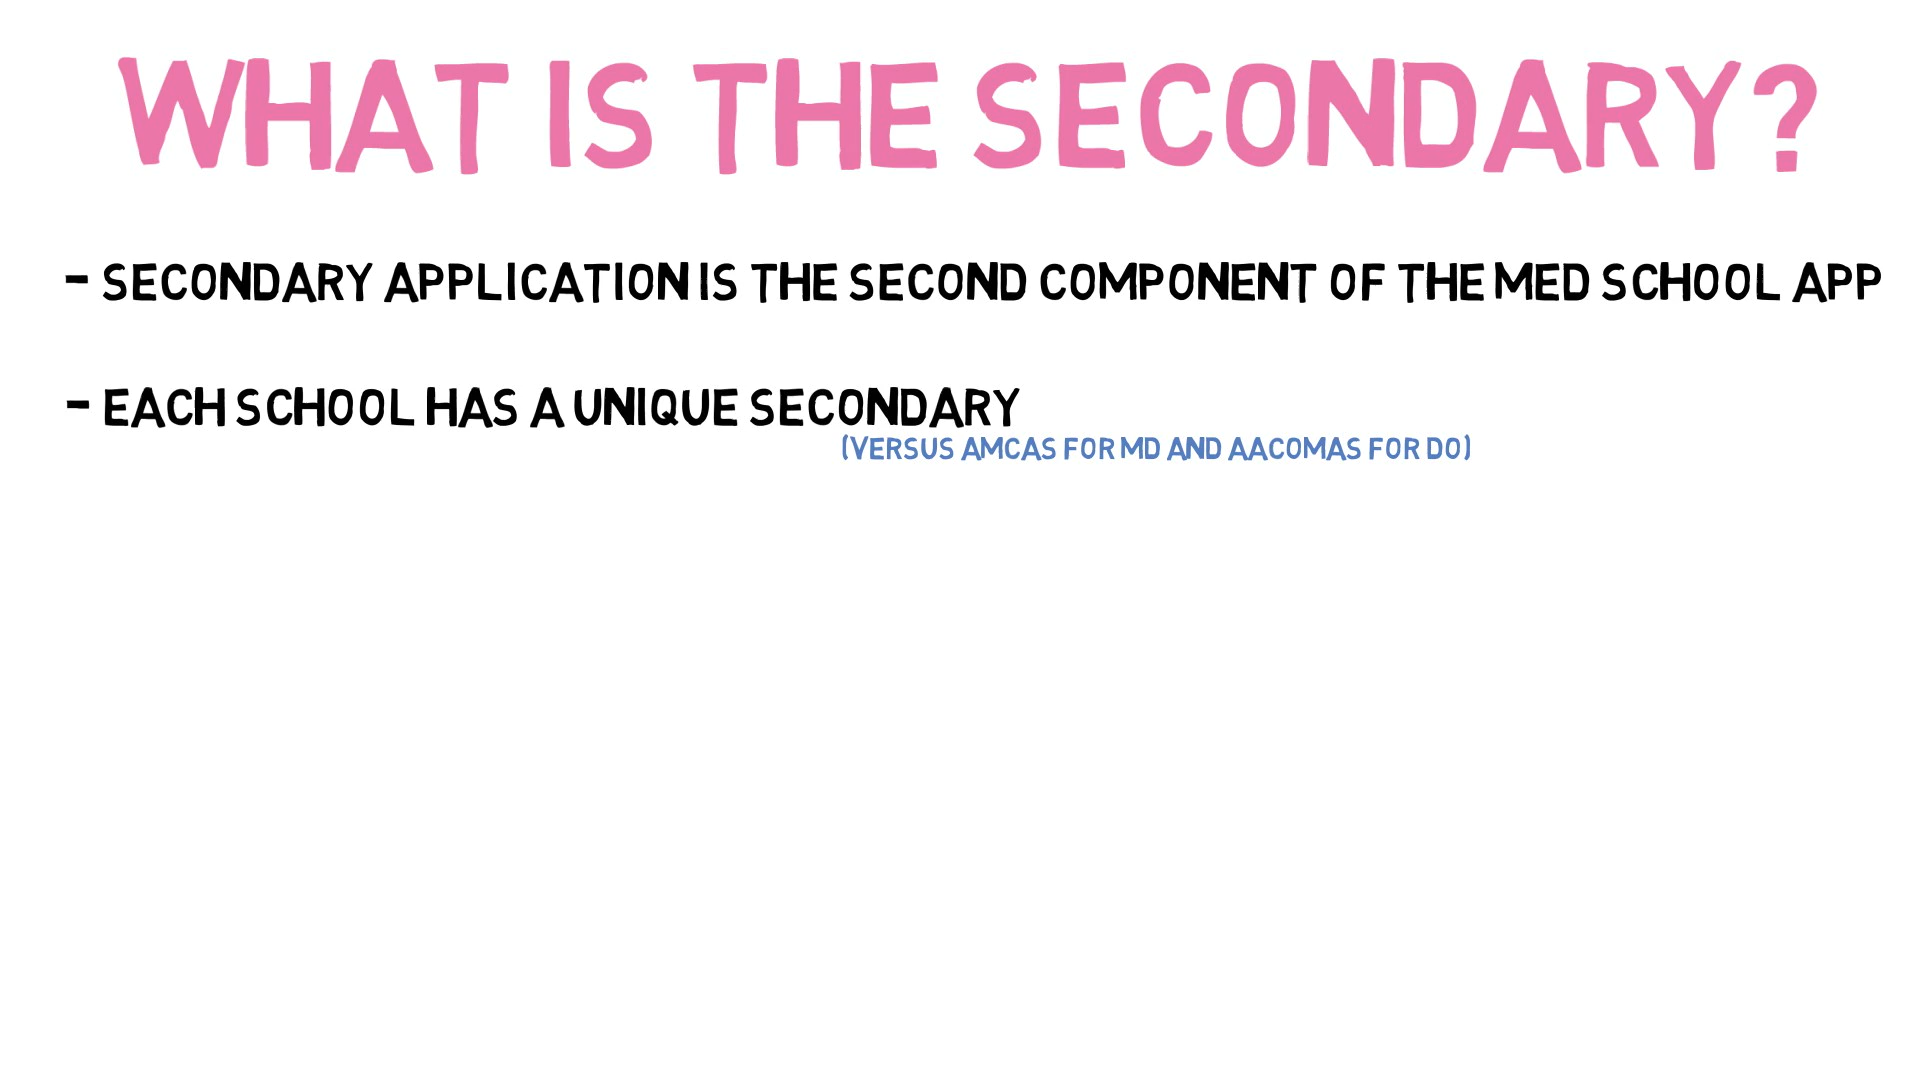 WHAT IS THE SECONDARY?
- SECONDARY APPLICATION IS THE SECOND COMPONENT OF THE MED SCHOOL APP
- EACH SCHOOL HAS A UNIQUE SECONDARY
(VERSUS AMCAS FOR MD AND AACOMAS FOR DO)